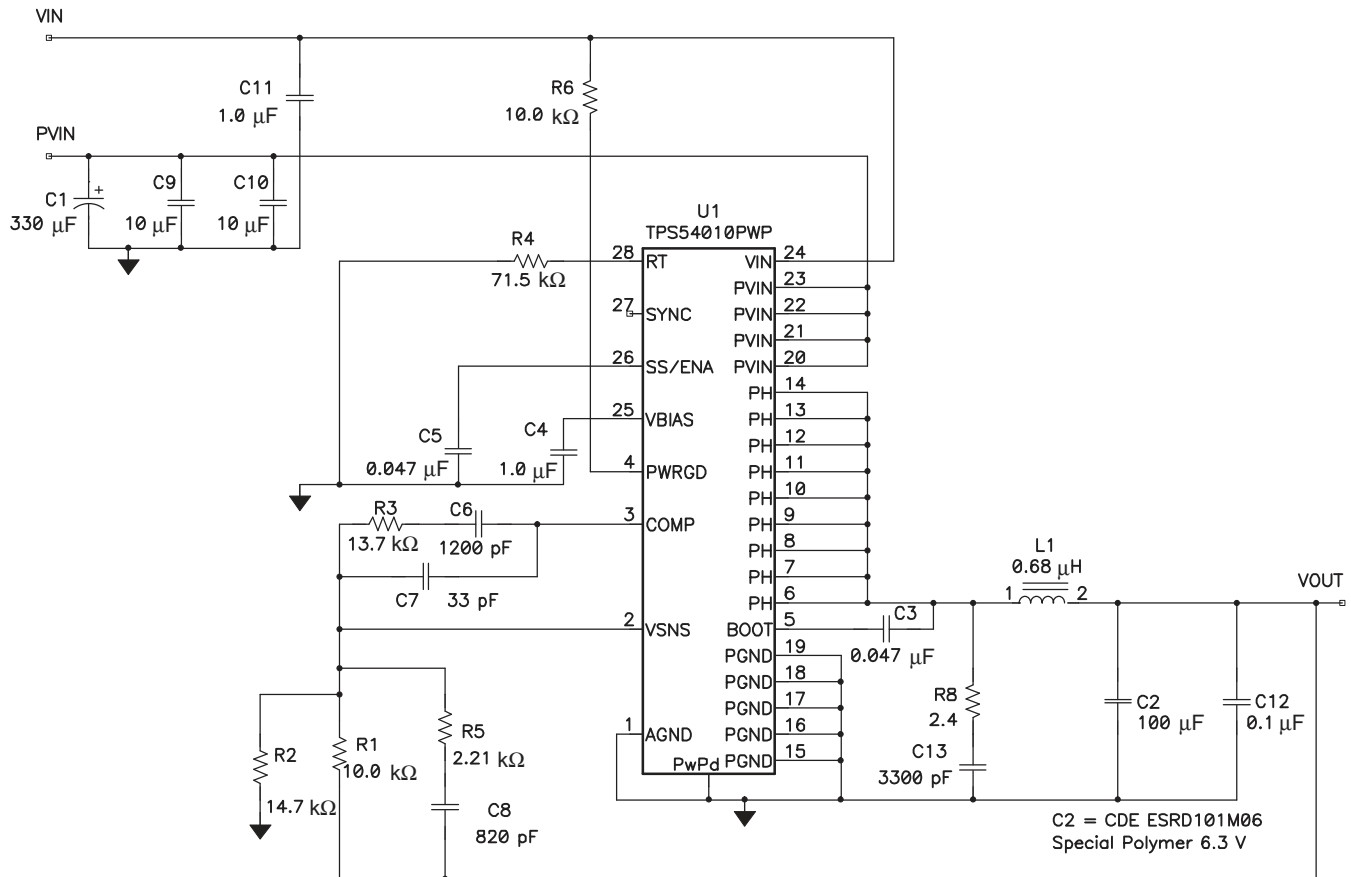 VIN
C11
1.0 µF
R6
10.0 kΩ
PVIN
C1
330 µF
+
C9
10 µF
C10
10 µF
U1
TPS54010PWP
R4
71.5 kΩ
28 RT
27 SYNC
26 SS/ENA
25 VBIAS
4 PWRGD
3 COMP
2 VSNS
1 AGND
PwPd
VIN 24
PVIN 23
PVIN 22
PVIN 21
PVIN 20
PH 14
PH 13
PH 12
PH 11
PH 10
PH 9
PH 8
PH 7
PH 6
BOOT 5
PGND 19
PGND 18
PGND 17
PGND 16
PGND 15
C5
0.047 µF
C4
1.0 µF
R3
13.7 kΩ
C6
1200 pF
C7
33 pF
R2
14.7 kΩ
R1
10.0 kΩ
R5
2.21 kΩ
C8
820 pF
C3
0.047 µF
L1
0.68 µH
1
2
VOUT
R8
2.4
C13
3300 pF
C2
100 µF
C12
0.1 µF
C2 = CDE ESRD101M06
Special Polymer 6.3 V